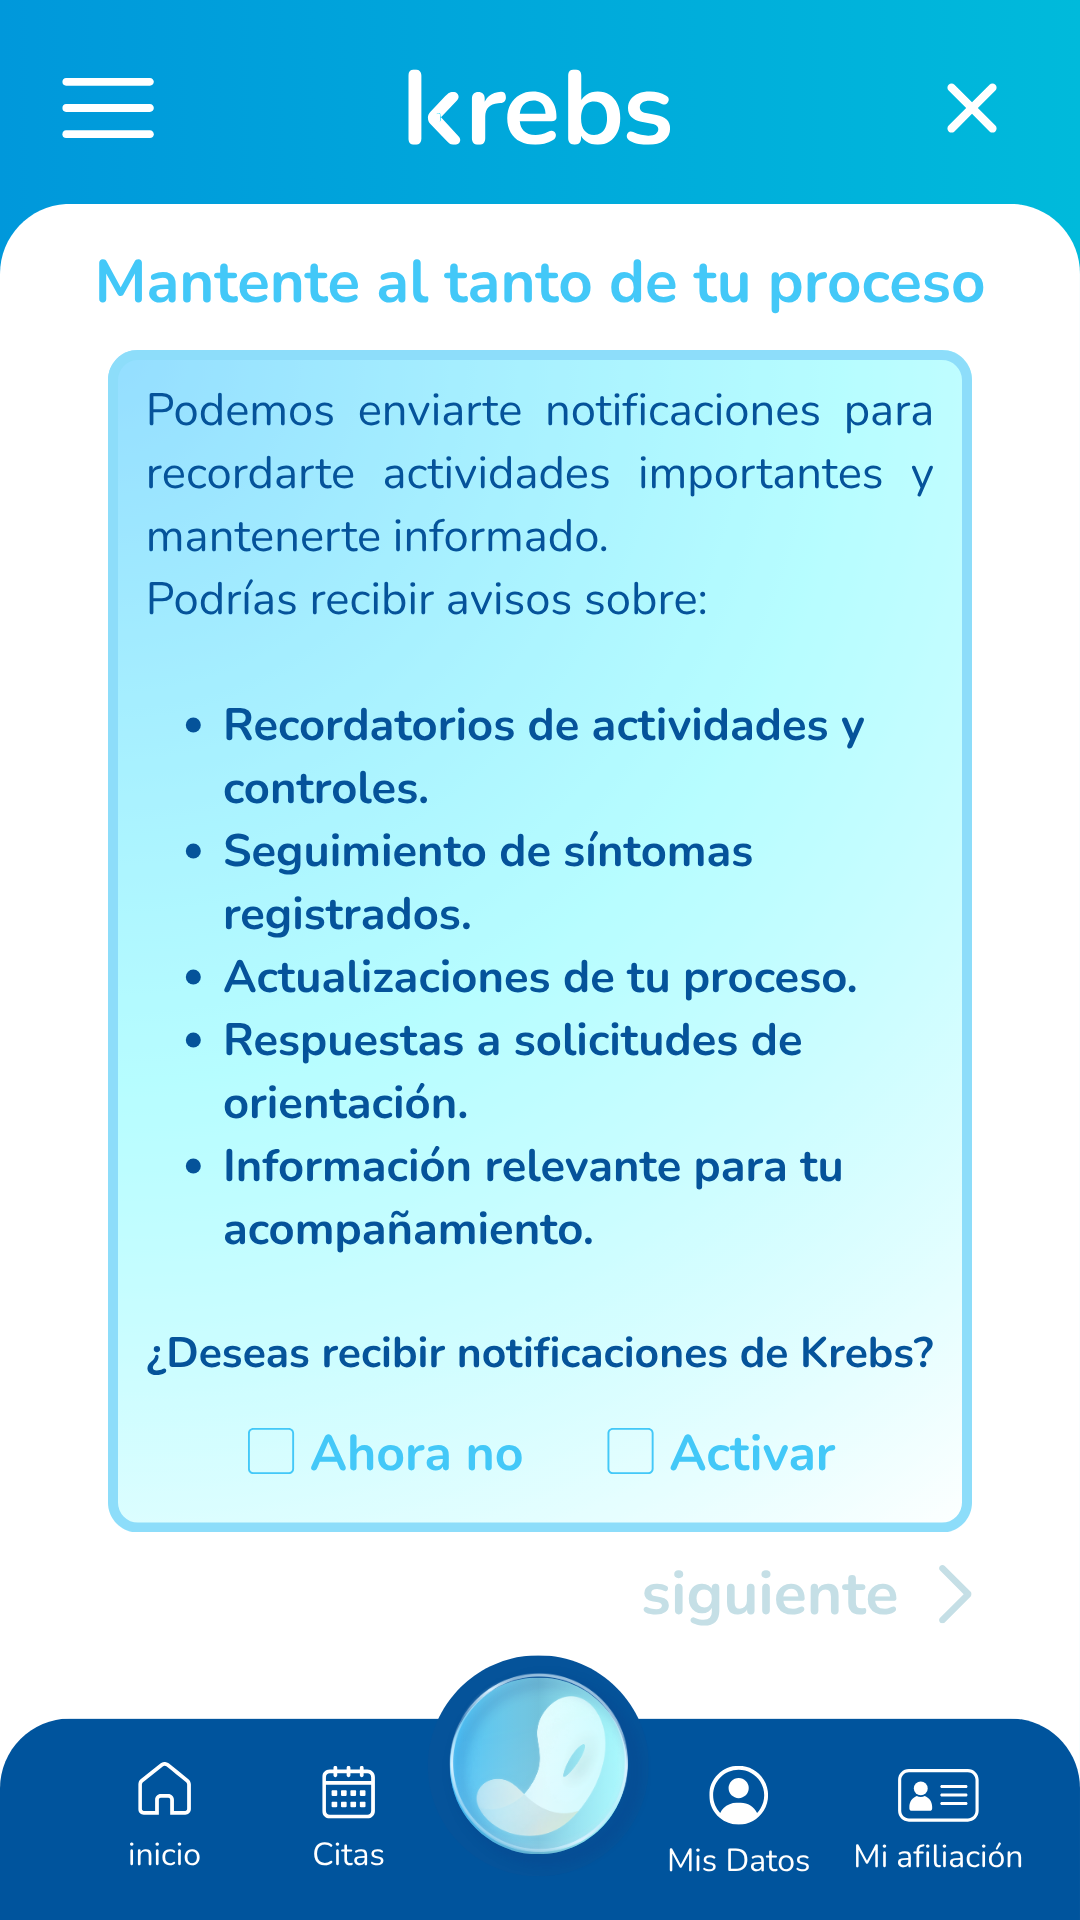 krebs
Mantente al tanto de tu proceso
Podemos enviarte notificaciones para
recordarte actividades importantes y
mantenerte informado.
Podrías recibir avisos sobre:
• Recordatorios de actividades y
controles.
• Seguimiento de síntomas
registrados.
• Actualizaciones de tu proceso.
• Respuestas a solicitudes de
orientación.
• Información relevante para tu
acompañamiento.
¿Deseas recibir notificaciones de Krebs?
Ahora no Activar
siguiente
inicio Citas Mis Datos Mi afiliación